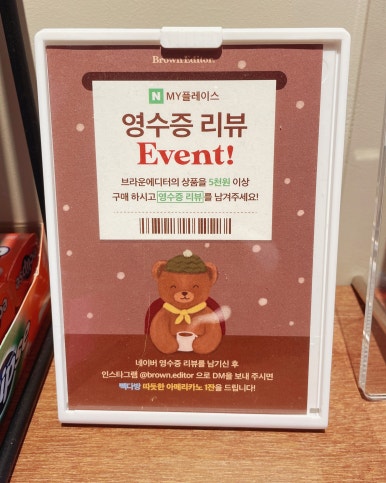 Brown Editor.
N MY플레이스
영수증 리뷰
Event!
브라운에디터의 상품을 5천원 이상
구매 하시고 영수증 리뷰를 남겨주세요!
네이버 영수증 리뷰를 남기신 후
인스타그램 @brown.editor 으로 DM을 보내 주시면
빽다방 따듯한 아메리카노 1잔을 드립니다!